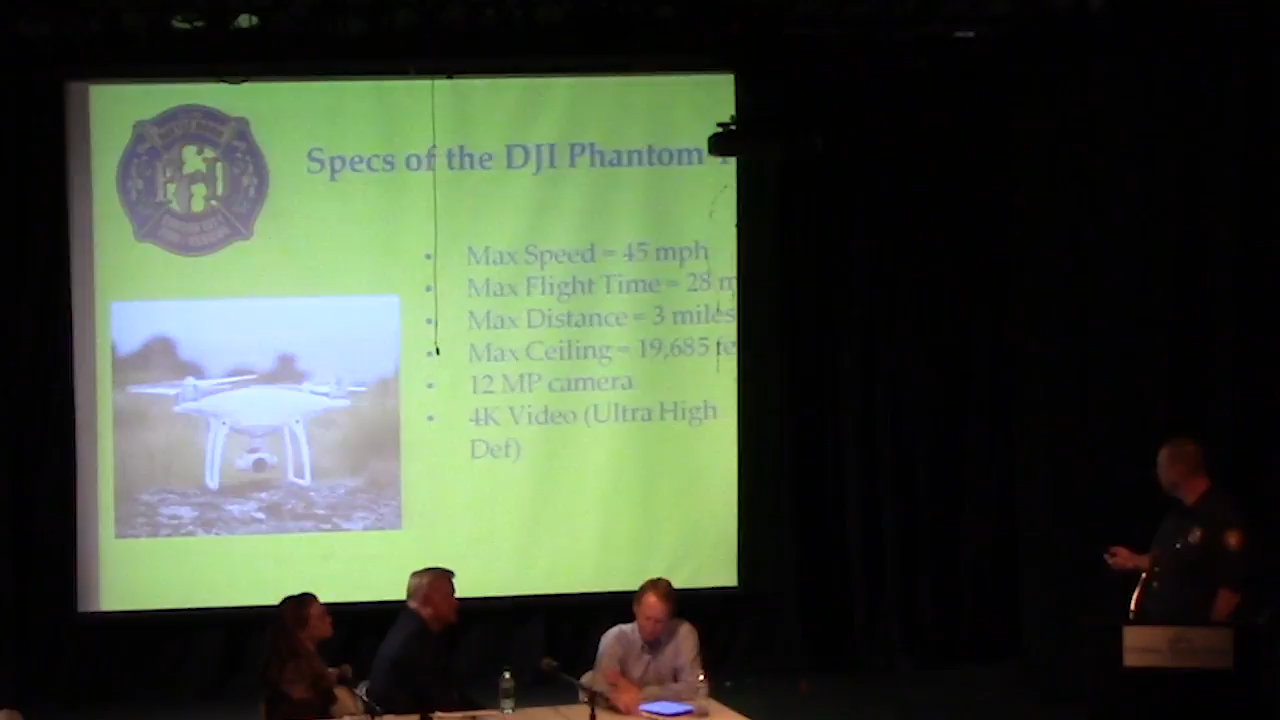 Specs of the DJI Phantom
• Max Speed = 45 mph
• Max Flight Time = 28 m
• Max Distance = 3 miles
• Max Ceiling = 19,685 fe
• 12 MP camera
• 4K Video (Ultra High
Def)